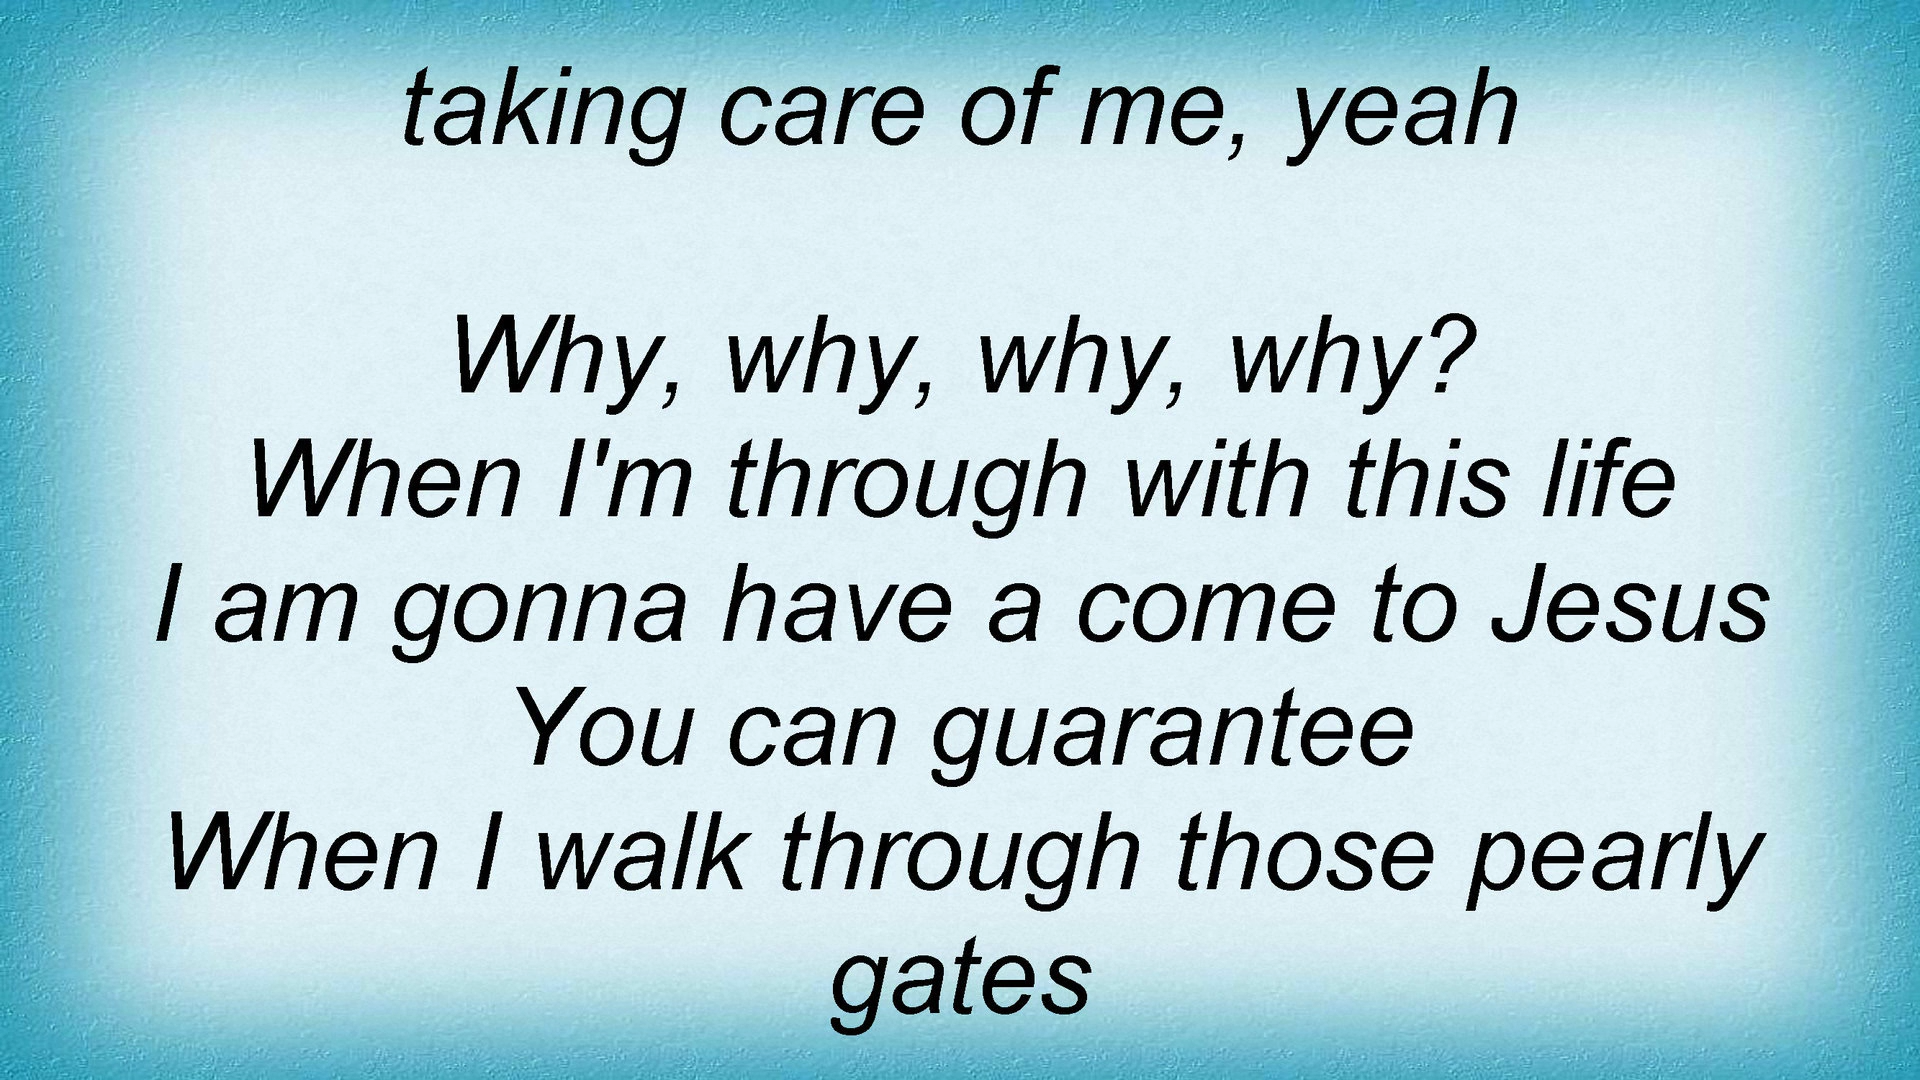 taking care of me, yeah
Why, why, why, why?
When I'm through with this life
I am gonna have a come to Jesus
You can guarantee
When I walk through those pearly
gates